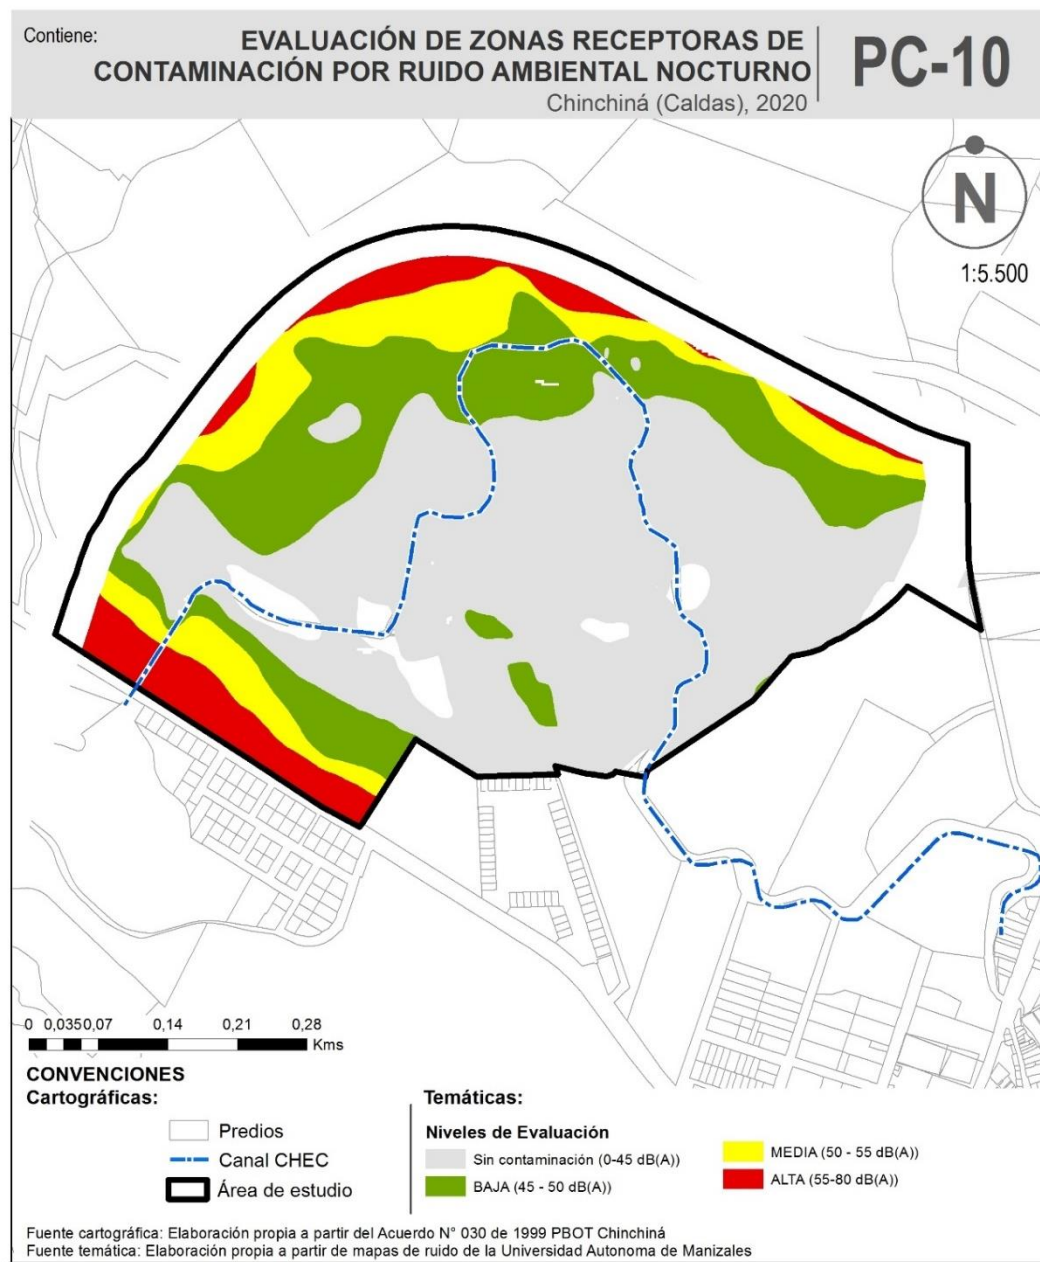 Contiene:
EVALUACIÓN DE ZONAS RECEPTORAS DE
CONTAMINACIÓN POR RUIDO AMBIENTAL NOCTURNO
Chinchiná (Caldas), 2020
PC-10
N
1:5.500
0 0,0350,07 0,14 0,21 0,28
Kms
CONVENCIONES
Cartográficas:
Predios
Canal CHEC
Área de estudio
Temáticas:
Niveles de Evaluación
Sin contaminación (0-45 dB(A))
BAJA (45 - 50 dB(A))
MEDIA (50 - 55 dB(A))
ALTA (55-80 dB(A))
Fuente cartográfica: Elaboración propia a partir del Acuerdo N° 030 de 1999 PBOT Chinchiná
Fuente temática: Elaboración propia a partir de mapas de ruido de la Universidad Autonoma de Manizales